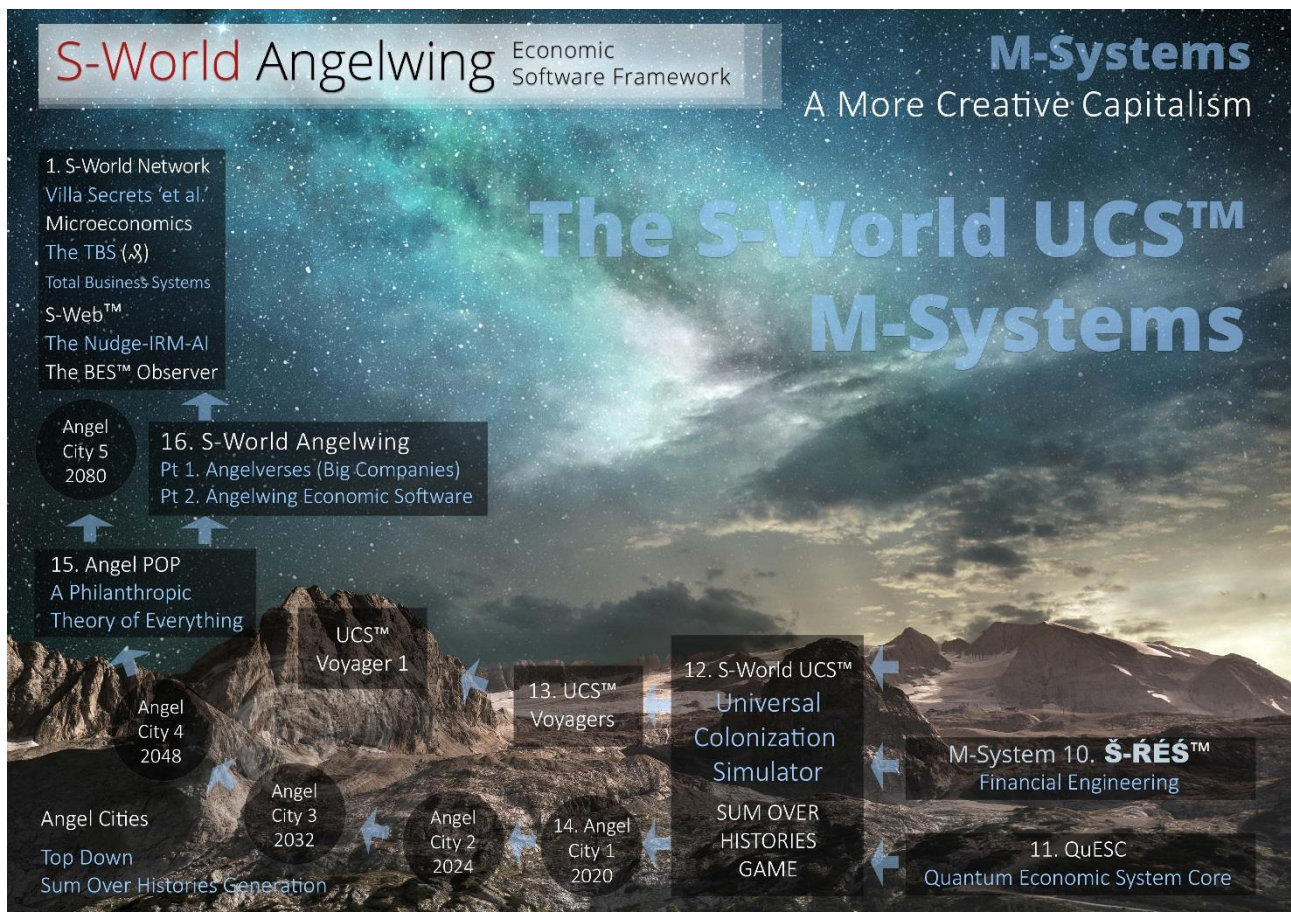 S-World Angelwing
Economic
Software Framework
M-Systems
A More Creative Capitalism
The S-World UCS™
M-Systems
1. S-World Network
Villa Secrets ‘et al.’
Microeconomics
The TBS ()
Total Business Systems
S-Web™
The Nudge-IRM-AI
The BES™ Observer
Angel
City 5
2080
16. S-World Angelwing
Pt 1. Angelverses (Big Companies)
Pt 2. Angelwing Economic Software
15. Angel POP
A Philanthropic
Theory of Everything
UCS™
Voyager 1
13. UCS™
Voyagers
12. S-World UCS™
Universal
Colonization
Simulator
SUM OVER
HISTORIES
GAME
M-System 10. Š-ŔÉŚ™
Financial Engineering
11. QuESC
Quantum Economic System Core
14. Angel
City 1
2020
Angel
City 2
2024
Angel
City 3
2032
Angel
City 4
2048
Angel Cities
Top Down
Sum Over Histories Generation